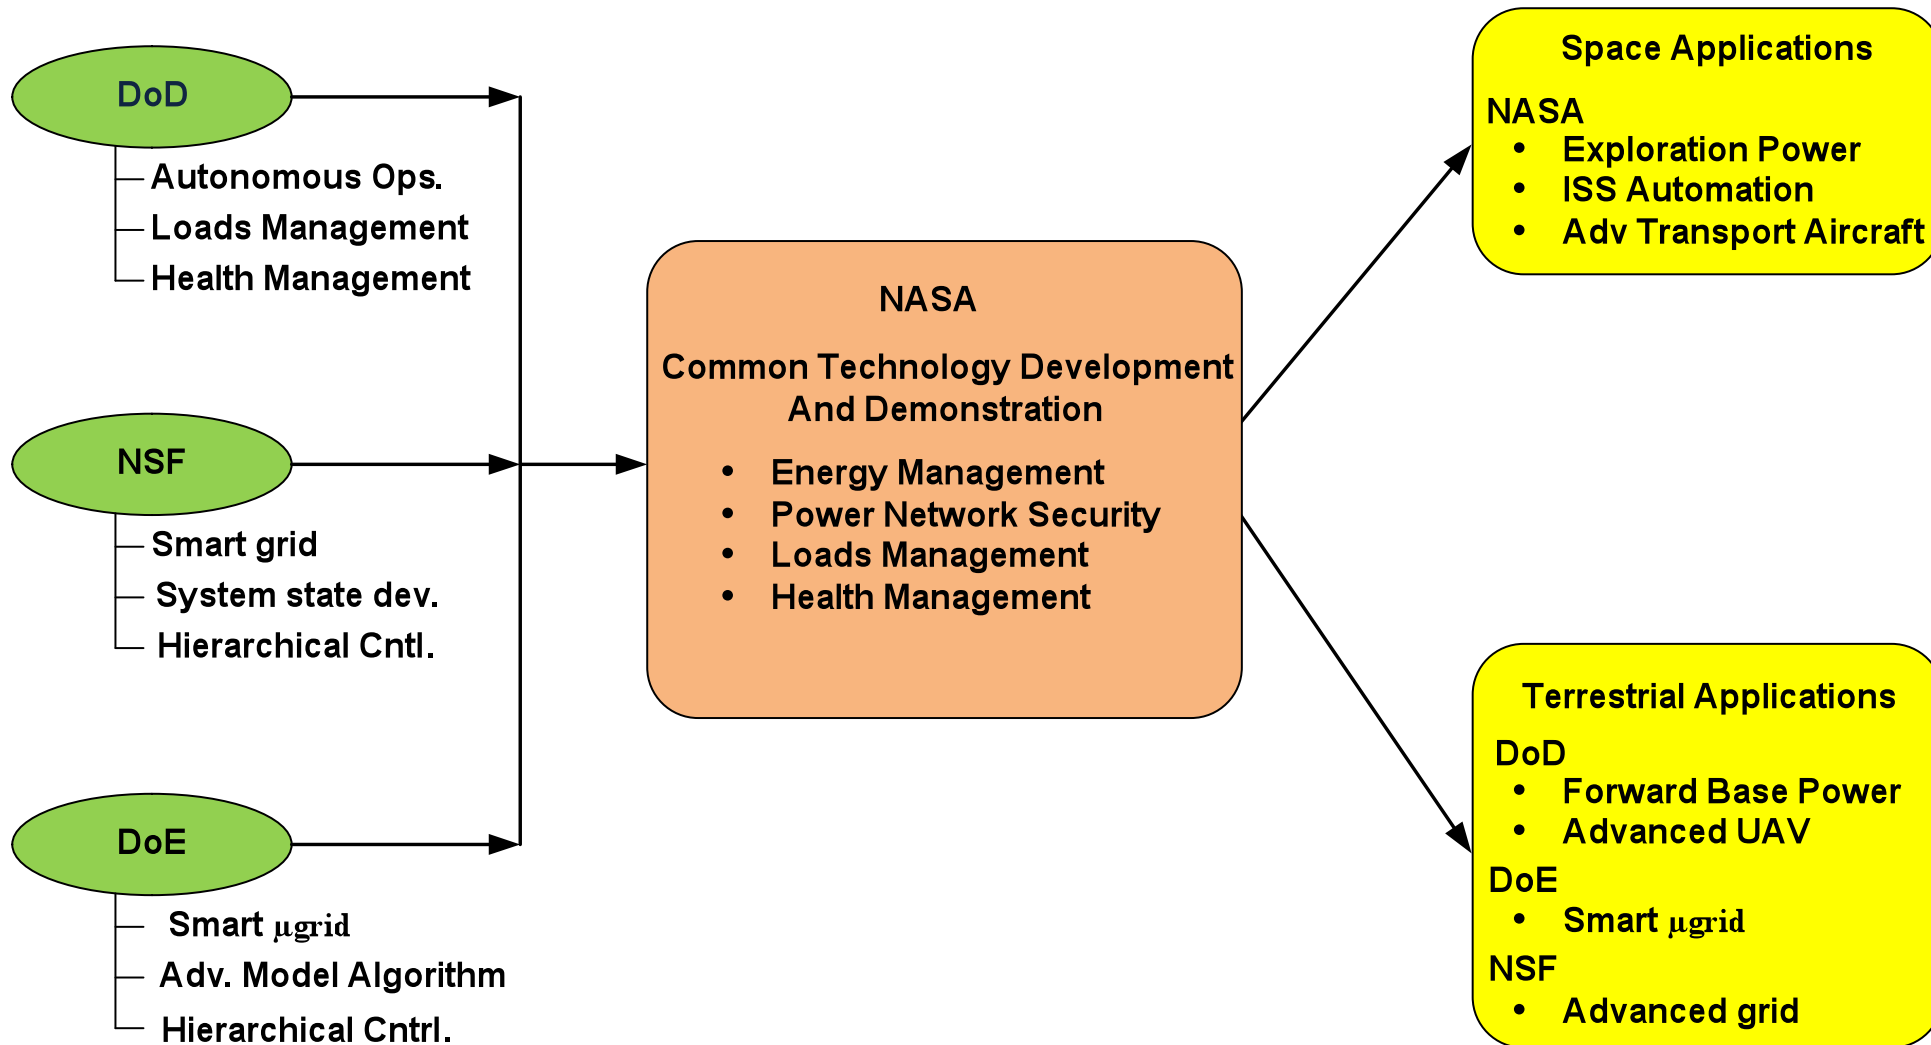 DoD
Autonomous Ops.
Loads Management
Health Management
NSF
Smart grid
System state dev.
Hierarchical Cntl.
DoE
Smart µgrid
Adv. Model Algorithm
Hierarchical Cntrl.
NASA
Common Technology Development
And Demonstration
• Energy Management
• Power Network Security
• Loads Management
• Health Management
Space Applications
NASA
• Exploration Power
• ISS Automation
• Adv Transport Aircraft
Terrestrial Applications
DoD
• Forward Base Power
• Advanced UAV
DoE
• Smart µgrid
NSF
• Advanced grid